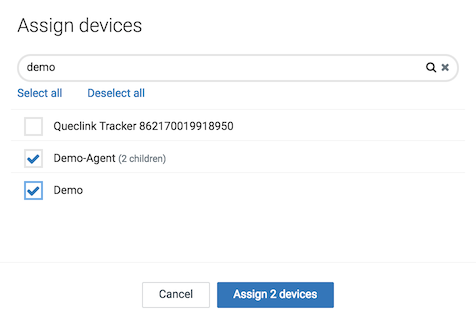 Assign devices
demo
Select all Deselect all
Queclink Tracker 862170019918950
Demo-Agent (2 children)
Demo
Cancel Assign 2 devices